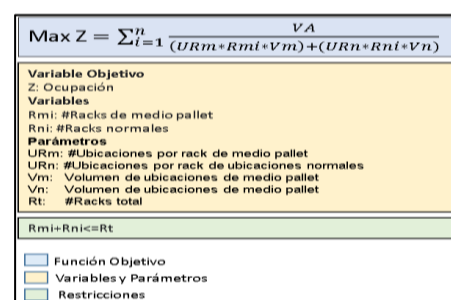 Max Z = ∑ⁿᵢ₌₁ VA / ((URm*Rmi*Vm)+(URn*Rni*Vn))
Variable Objetivo
Z: Ocupación
Variables
Rmi: #Racks de medio pallet
Rni: #Racks normales
Parámetros
URm: #Ubicaciones por rack de medio pallet
URn: #Ubicaciones por rack de ubicaciones normales
Vm: Volumen de ubicaciones de medio pallet
Vn: Volumen de ubicaciones de medio pallet
Rt: #Racks total
Rmi+Rni<=Rt
Función Objetivo
Variables y Parámetros
Restricciones